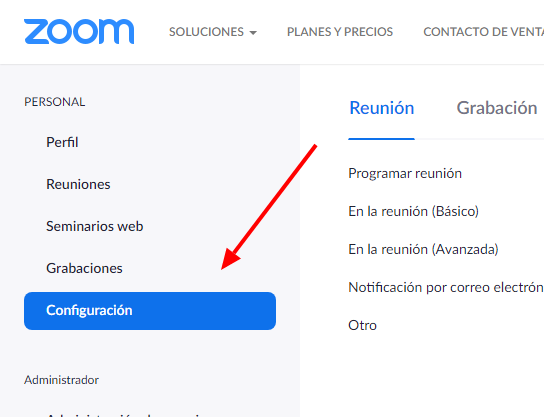 zoom
SOLUCIONES
PLANES Y PRECIOS
CONTACTO DE VENTA
PERSONAL
Perfil
Reuniones
Seminarios web
Grabaciones
Configuración
Administrador
Reunión
Grabación
Programar reunión
En la reunión (Básico)
En la reunión (Avanzada)
Notificación por correo electrón
Otro